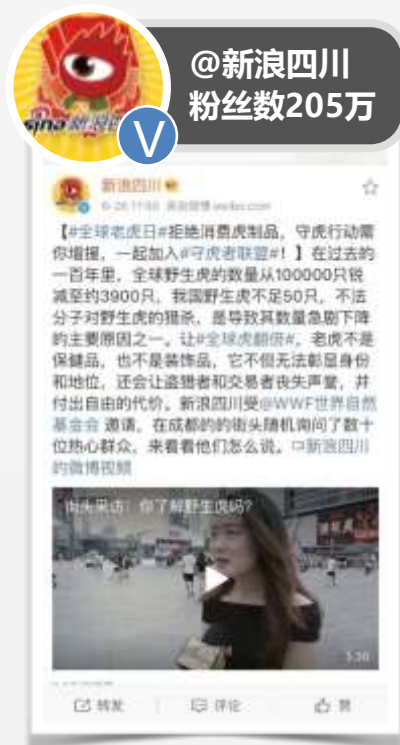 @新浪四川
粉丝数205万
V
新浪四川
【#全球老虎日#拒绝消费虎制品，守虎行动需
你增援，一起加入#守虎者联盟#！】在过去的
一百年里，全球野生虎的数量从100000只锐
减至约3900只，我国野生虎不足50只，不法
分子对野生虎的猎杀，是导致其数量急剧下降
的主要原因之一。让#全球虎翻倍#，老虎不是
保健品，也不是装饰品，它不但无法彰显身份
和地位，还会让盗猎者和交易者丧失声誉，并
付出自由的代价。新浪四川受@WWF世界自然
基金会 邀请，在成都的的街头随机询问了数十
位热心群众，来看看他们怎么说。新浪四川
的微博视频
街头采访：你了解野生虎吗？
转发
评论
赞